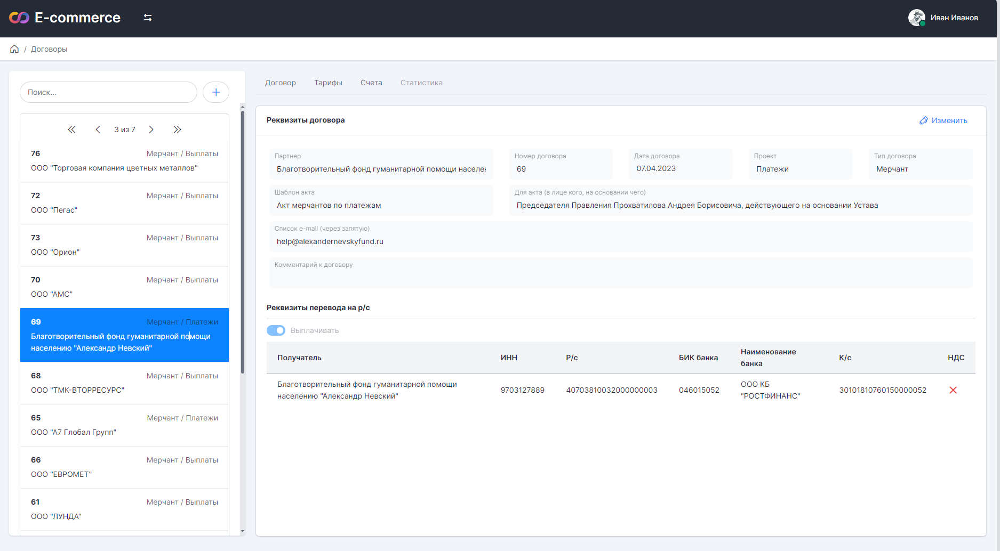 E-commerce
Иван Иванов
/ Договоры
Поиск...
3 из 7
76 Мерчант / Выплаты
ООО "Торговая компания цветных металлов"
72 Мерчант / Выплаты
ООО "Пегас"
73 Мерчант / Выплаты
ООО "Орион"
70 Мерчант / Выплаты
ООО "АМС"
69 Мерчант / Платежи
Благотворительный фонд гуманитарной помощи
населению "Александр Невский"
68 Мерчант / Выплаты
ООО "ТМК-ВТОРРЕСУРС"
65 Мерчант / Платежи
ООО "А7 Глобал Групп"
66 Мерчант / Выплаты
ООО "ЕВРОМЕТ"
61 Мерчант / Выплаты
ООО "ЛУНДА"
Договор Тарифы Счета Статистика
Реквизиты договора Изменить
Партнер Номер договора Дата договора Проект Тип договора
Благотворительный фонд гуманитарной помощи населен 69 07.04.2023 Платежи Мерчант
Шаблон акта Для акта (в лице кого, на основании чего)
Акт мерчантов по платежам Председателя Правления Прохватилова Андрея Борисовича, действующего на основании Устава
Список e-mail (через запятую)
help@alexandernevskyfund.ru
Комментарий к договору
Реквизиты перевода на р/с
Выплачивать
Получатель ИНН Р/с БИК банка Наименование банка К/с НДС
Благотворительный фонд гуманитарной помощи
населению "Александр Невский" 9703127889 40703810032000000003 046015052 ООО КБ
"РОСТФИНАНС" 30101810760150000052